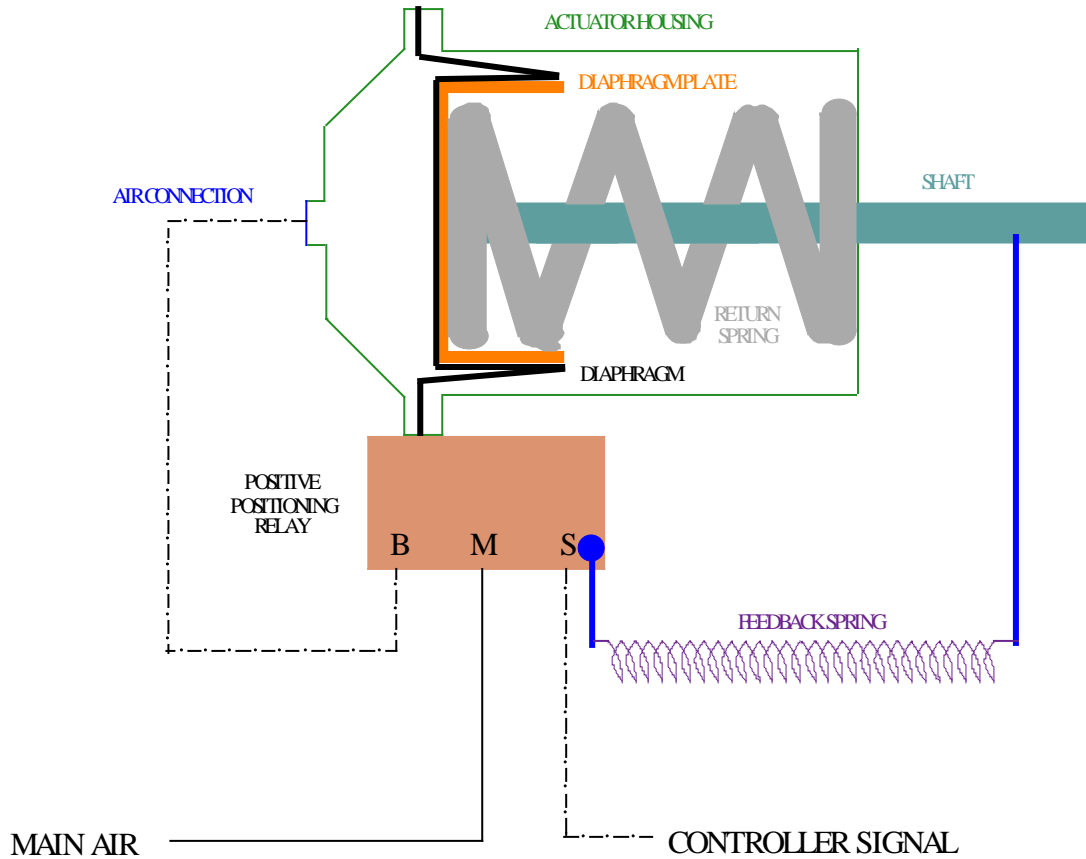 ACTUATOR HOUSING
DIAPHRAGM PLATE
AIR CONNECTION
SHAFT
RETURN
SPRING
DIAPHRAGM
POSITIVE
POSITIONING
RELAY
B M S
FEEDBACK SPRING
MAIN AIR
CONTROLLER SIGNAL